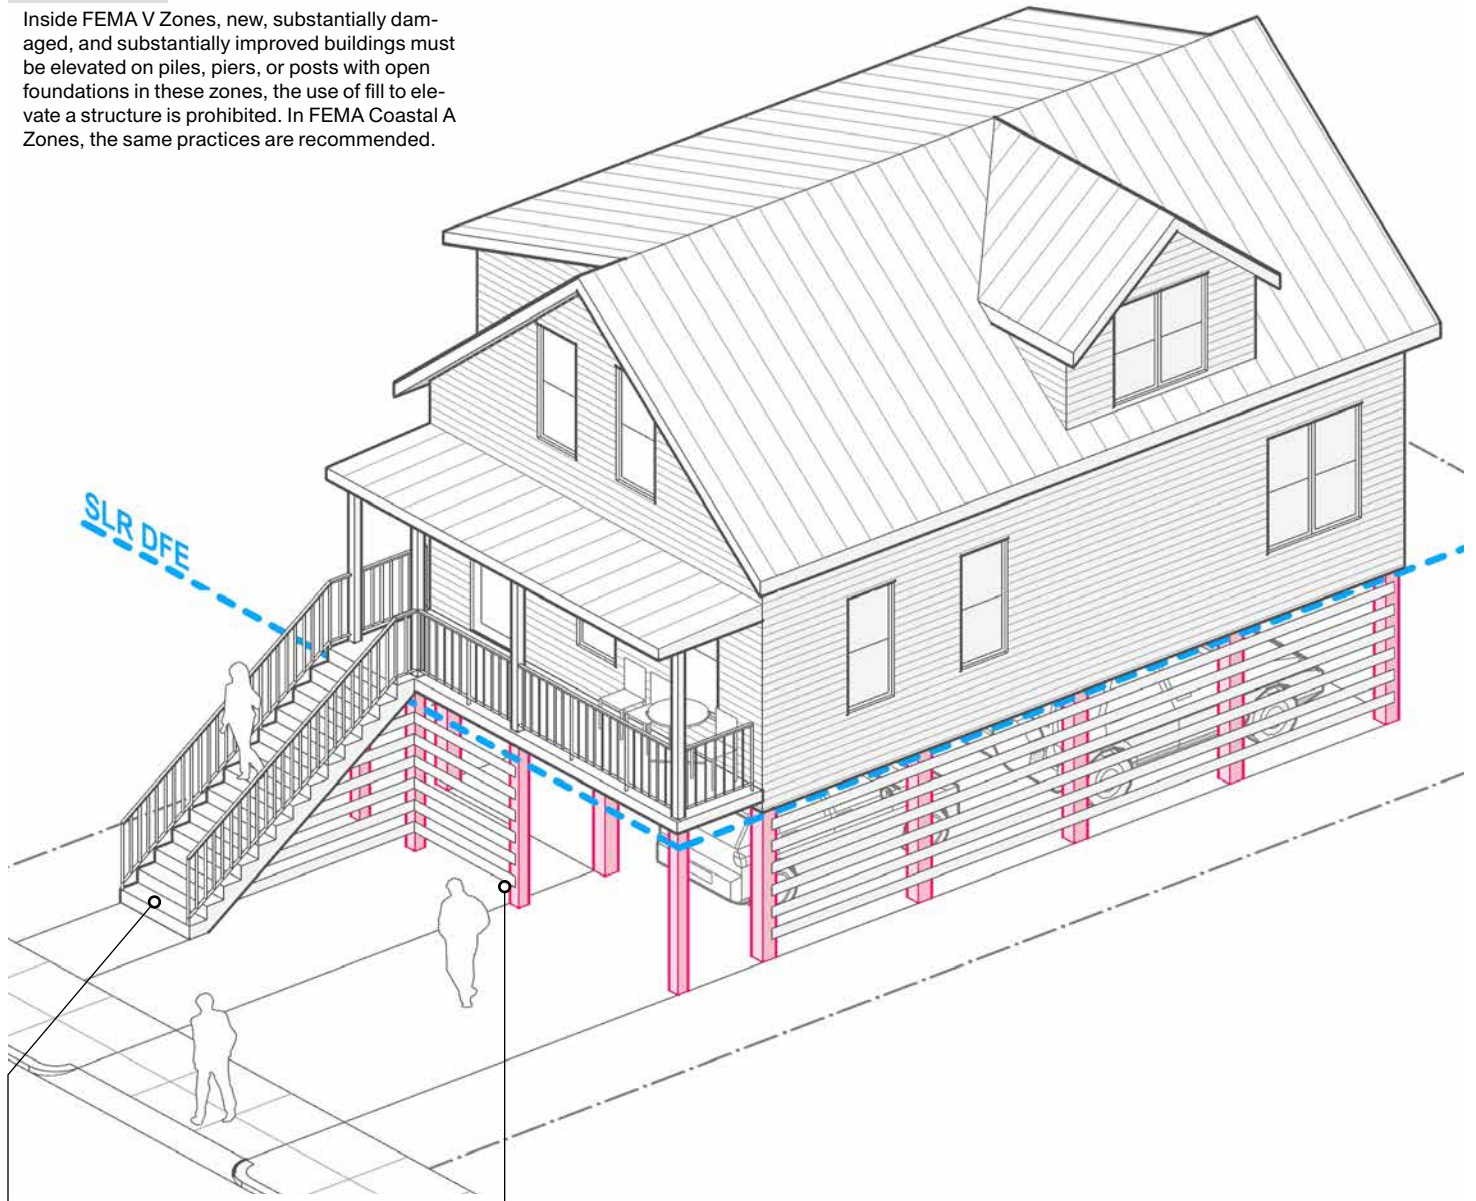 Inside FEMA V Zones, new, substantially dam-
aged, and substantially improved buildings must
be elevated on piles, piers, or posts with open
foundations in these zones, the use of fill to ele-
vate a structure is prohibited. In FEMA Coastal A
Zones, the same practices are recommended.
SLR DFE